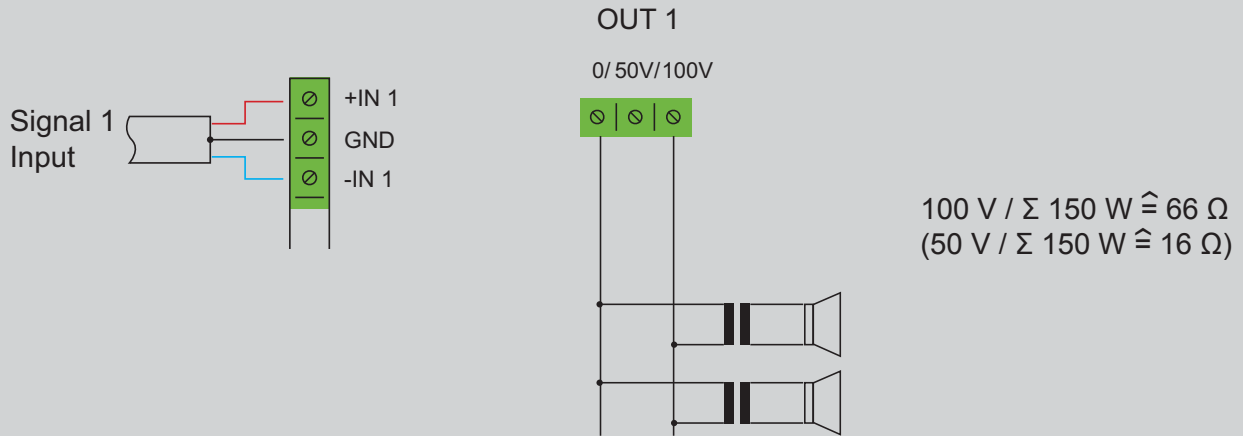 OUT 1
0/ 50V/100V
Signal 1
Input
+IN 1
GND
-IN 1
100 V / Σ 150 W ≙ 66 Ω
(50 V / Σ 150 W ≙ 16 Ω)